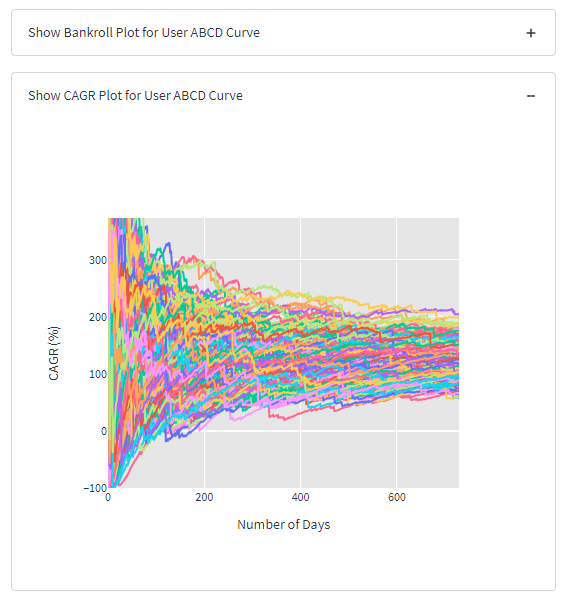 Show Bankroll Plot for User ABCD Curve +
Show CAGR Plot for User ABCD Curve −
300
200
100
0
−100
CAGR (%)
0 200 400 600
Number of Days